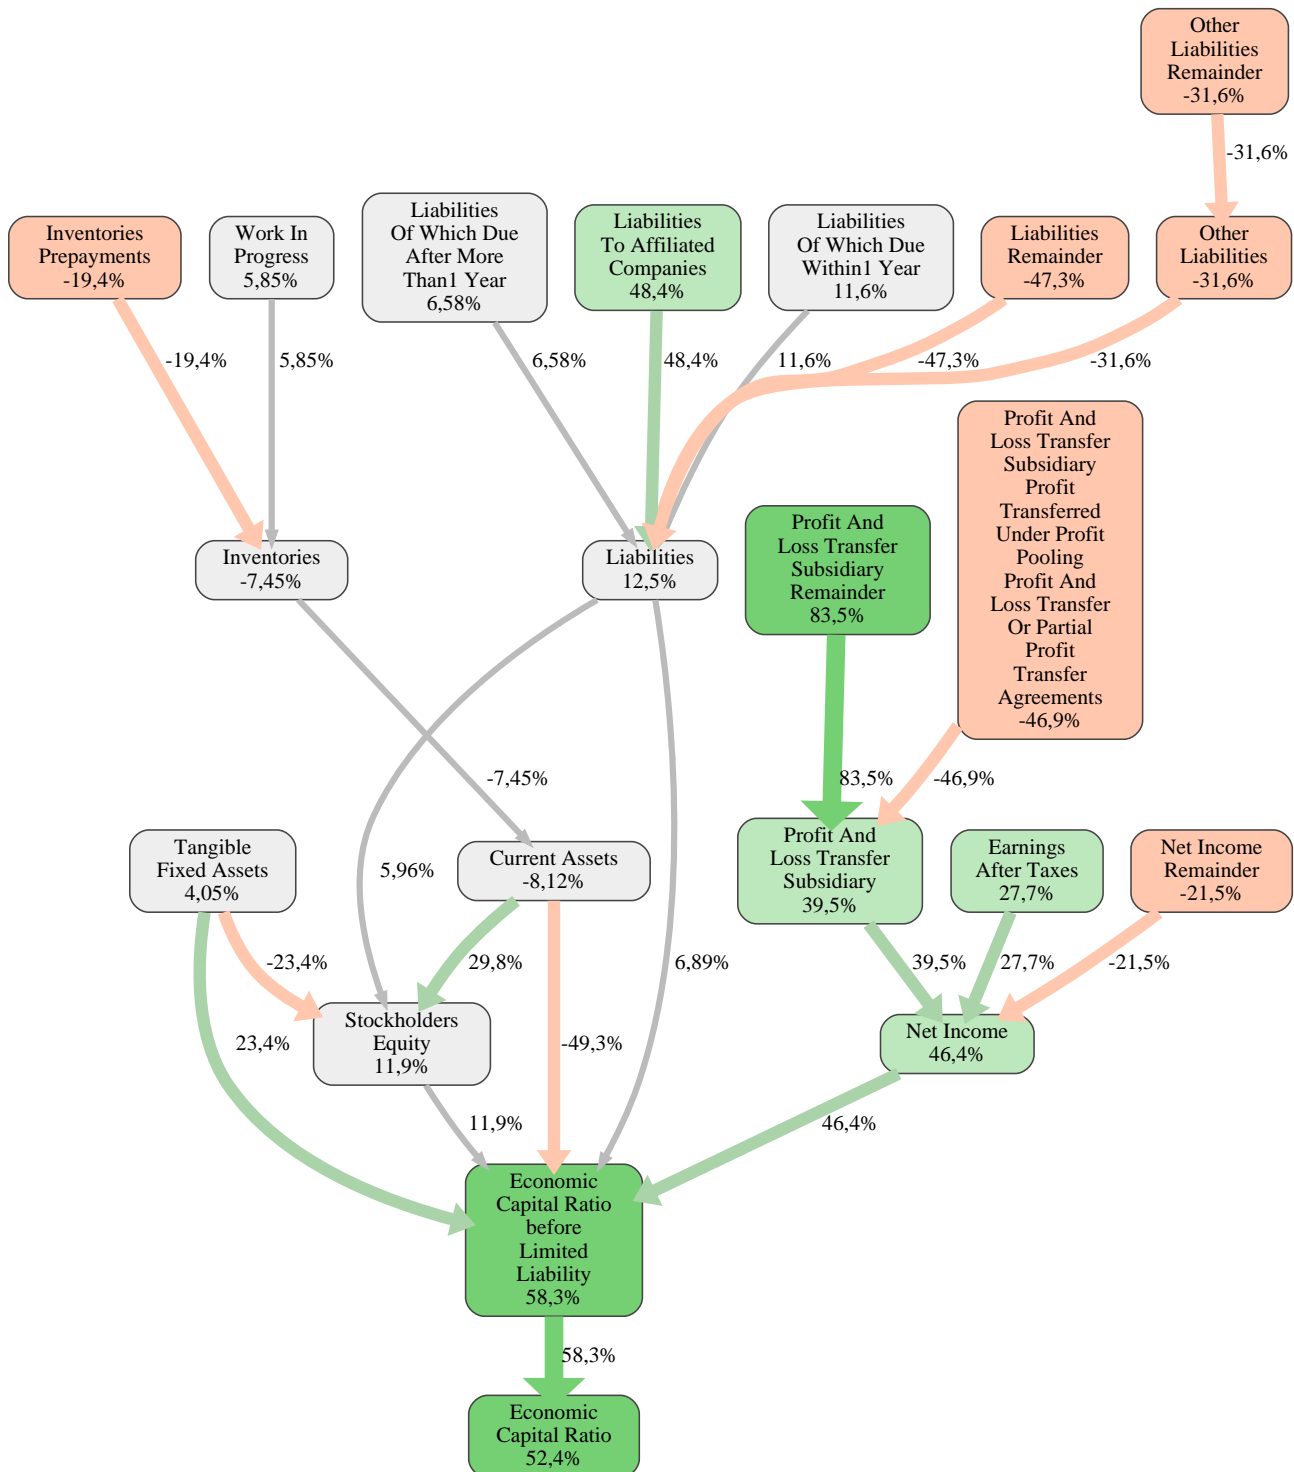 Other
Liabilities
Remainder
-31,6%
-31,6%
Inventories
Prepayments
-19,4%
Work In
Progress
5,85%
Liabilities
Of Which Due
After More
Than1 Year
6,58%
Liabilities
To Affiliated
Companies
48,4%
Liabilities
Of Which Due
Within1 Year
11,6%
Liabilities
Remainder
-47,3%
Other
Liabilities
-31,6%
-19,4%
5,85%
6,58%
48,4%
11,6%
-47,3%
-31,6%
Profit And
Loss Transfer
Subsidiary
Profit
Transferred
Under Profit
Pooling
Profit And
Loss Transfer
Or Partial
Profit
Transfer
Agreements
-46,9%
Profit And
Loss Transfer
Subsidiary
Remainder
83,5%
Inventories
-7,45%
Liabilities
12,5%
-7,45%
83,5%
-46,9%
Tangible
Fixed Assets
4,05%
5,96%
Current Assets
-8,12%
Profit And
Loss Transfer
Subsidiary
39,5%
Earnings
After Taxes
27,7%
Net Income
Remainder
-21,5%
-23,4%
29,8%
6,89%
39,5%
27,7%
-21,5%
23,4%
Stockholders
Equity
11,9%
-49,3%
Net Income
46,4%
11,9%
46,4%
Economic
Capital Ratio
before
Limited
Liability
58,3%
58,3%
Economic
Capital Ratio
52,4%